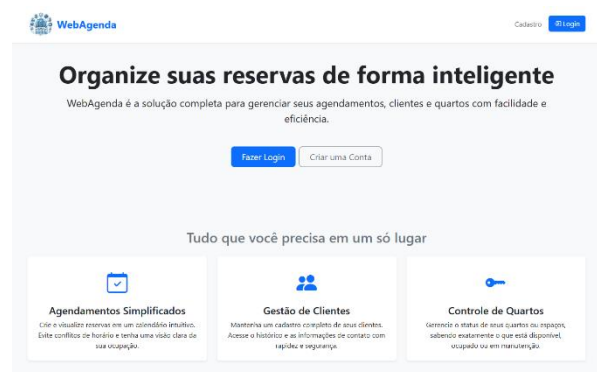 WebAgenda
Cadastro
Login
Organize suas reservas de forma inteligente
WebAgenda é a solução completa para gerenciar seus agendamentos, clientes e quartos com facilidade e
eficiência.
Fazer Login
Criar uma Conta
Tudo que você precisa em um só lugar
Agendamentos Simplificados
Crie e visualize reservas em um calendário intuitivo.
Evite conflitos de horário e tenha uma visão clara da
sua ocupação.
Gestão de Clientes
Mantenha um cadastro completo de seus clientes.
Acesse o histórico e as informações de contato com
rapidez e segurança.
Controle de Quartos
Gerencie o status de seus quartos ou espaços,
sabendo exatamente o que está disponível,
ocupado ou em manutenção.